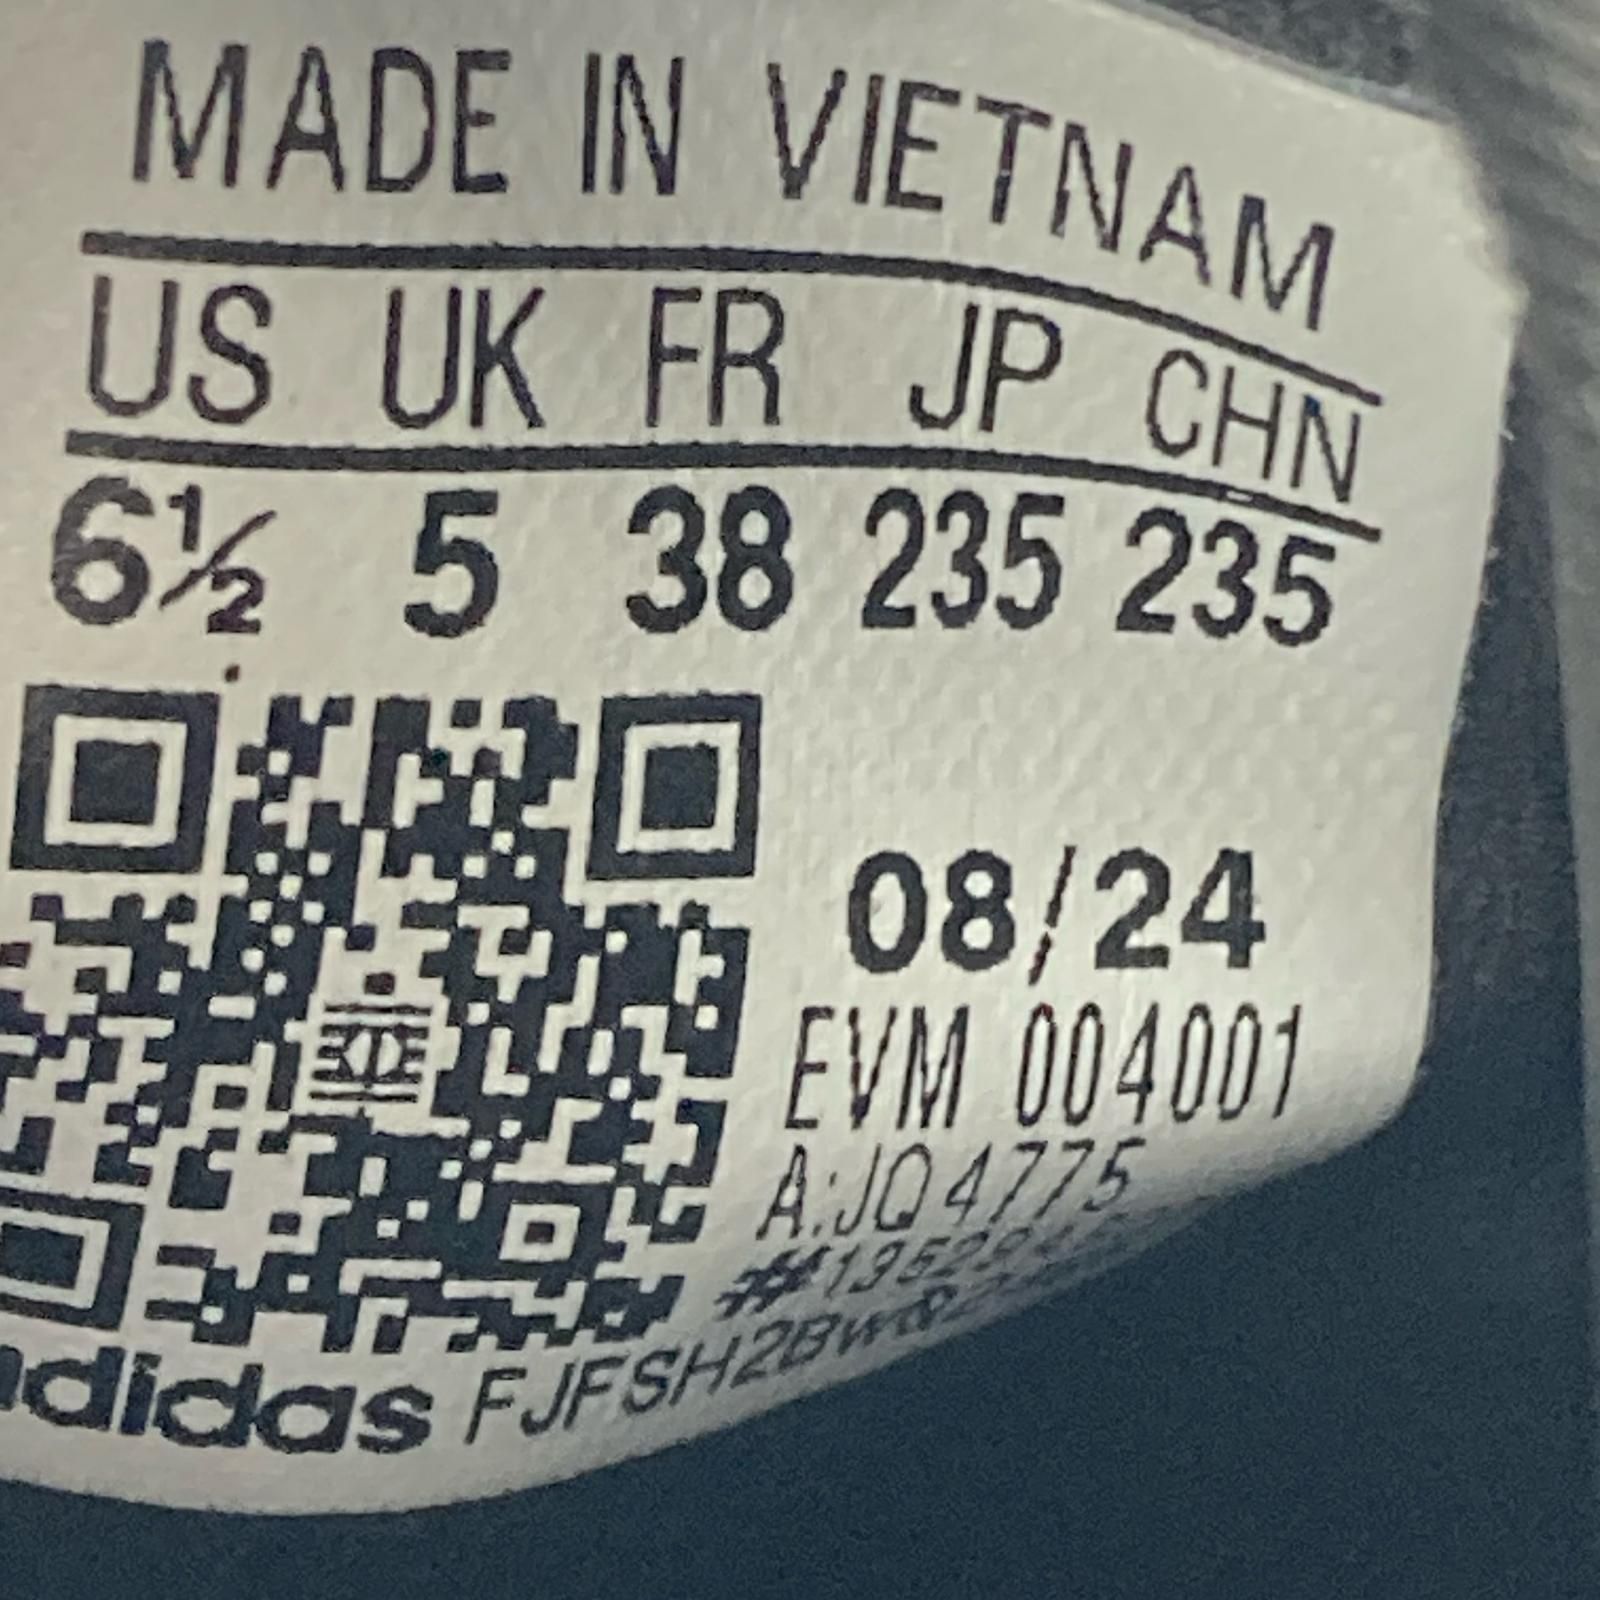 MADE IN VIETNAM
US UK FR JP CHN
6½ 5 38 235 235
08/24
EVM 004001
A:JQ4775
adidas